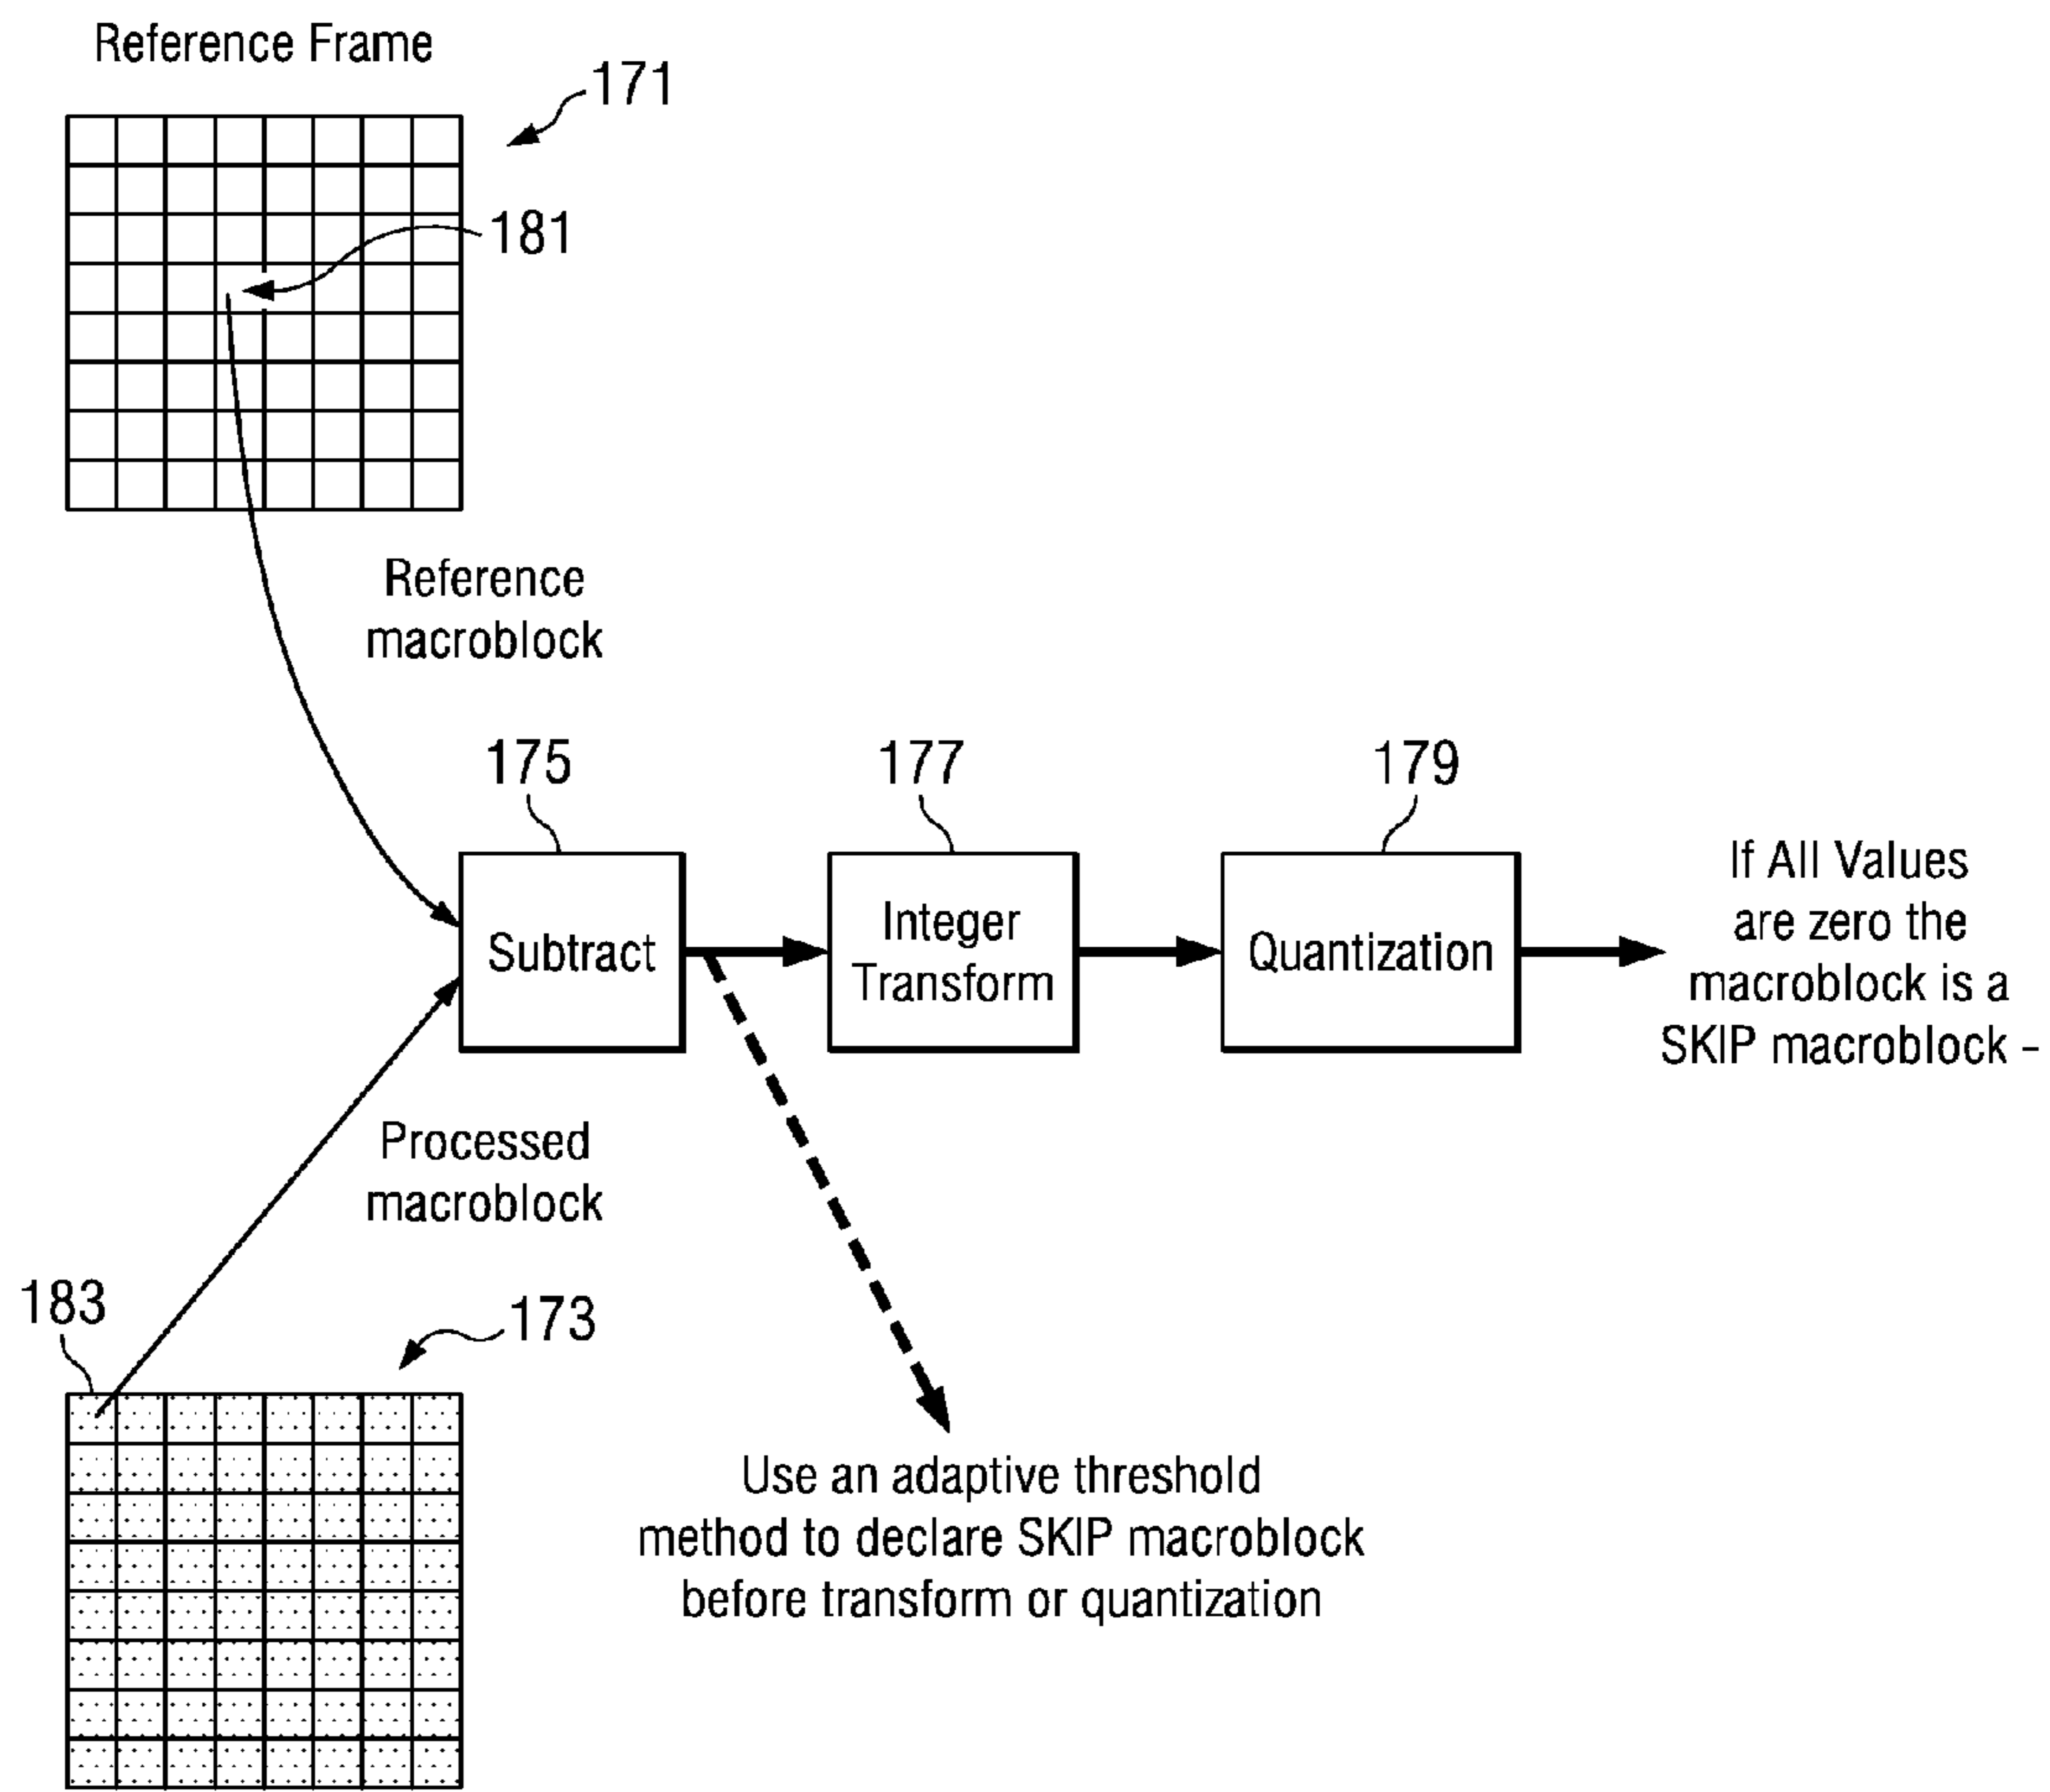 Reference Frame
171
181
Reference
macroblock
175
177
179
Subtract
Integer
Transform
Quantization
If All Values
are zero the
macroblock is a
SKIP macroblock -
Processed
macroblock
183
173
Use an adaptive threshold
method to declare SKIP macroblock
before transform or quantization